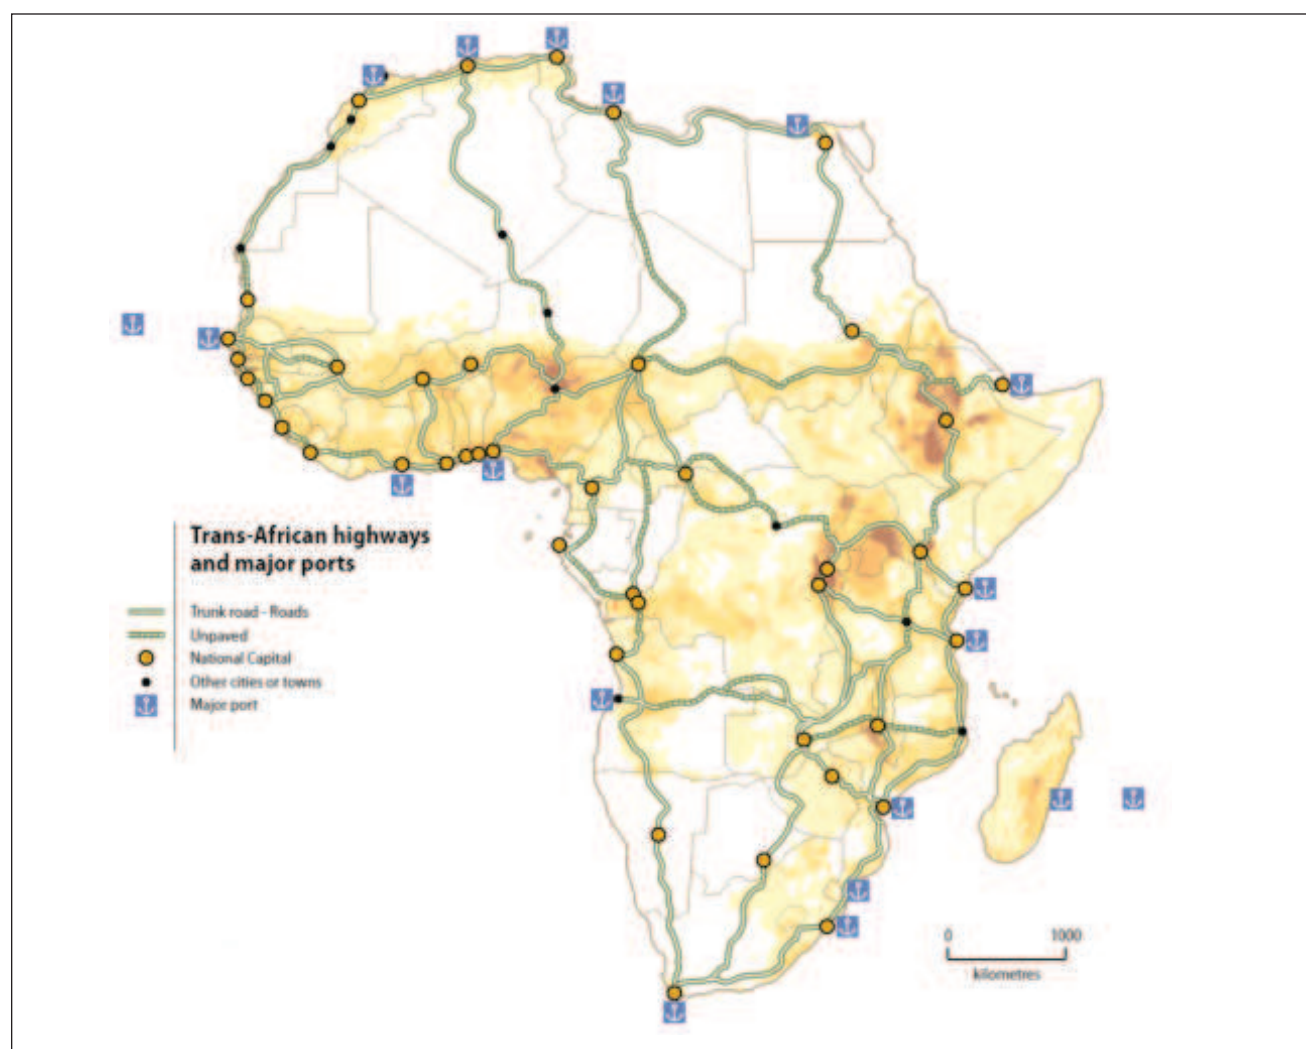 Trans-African highways
and major ports
Trunk road - Roads
Unpaved
National Capital
Other cities or towns
Major port
0 1000
kilometres